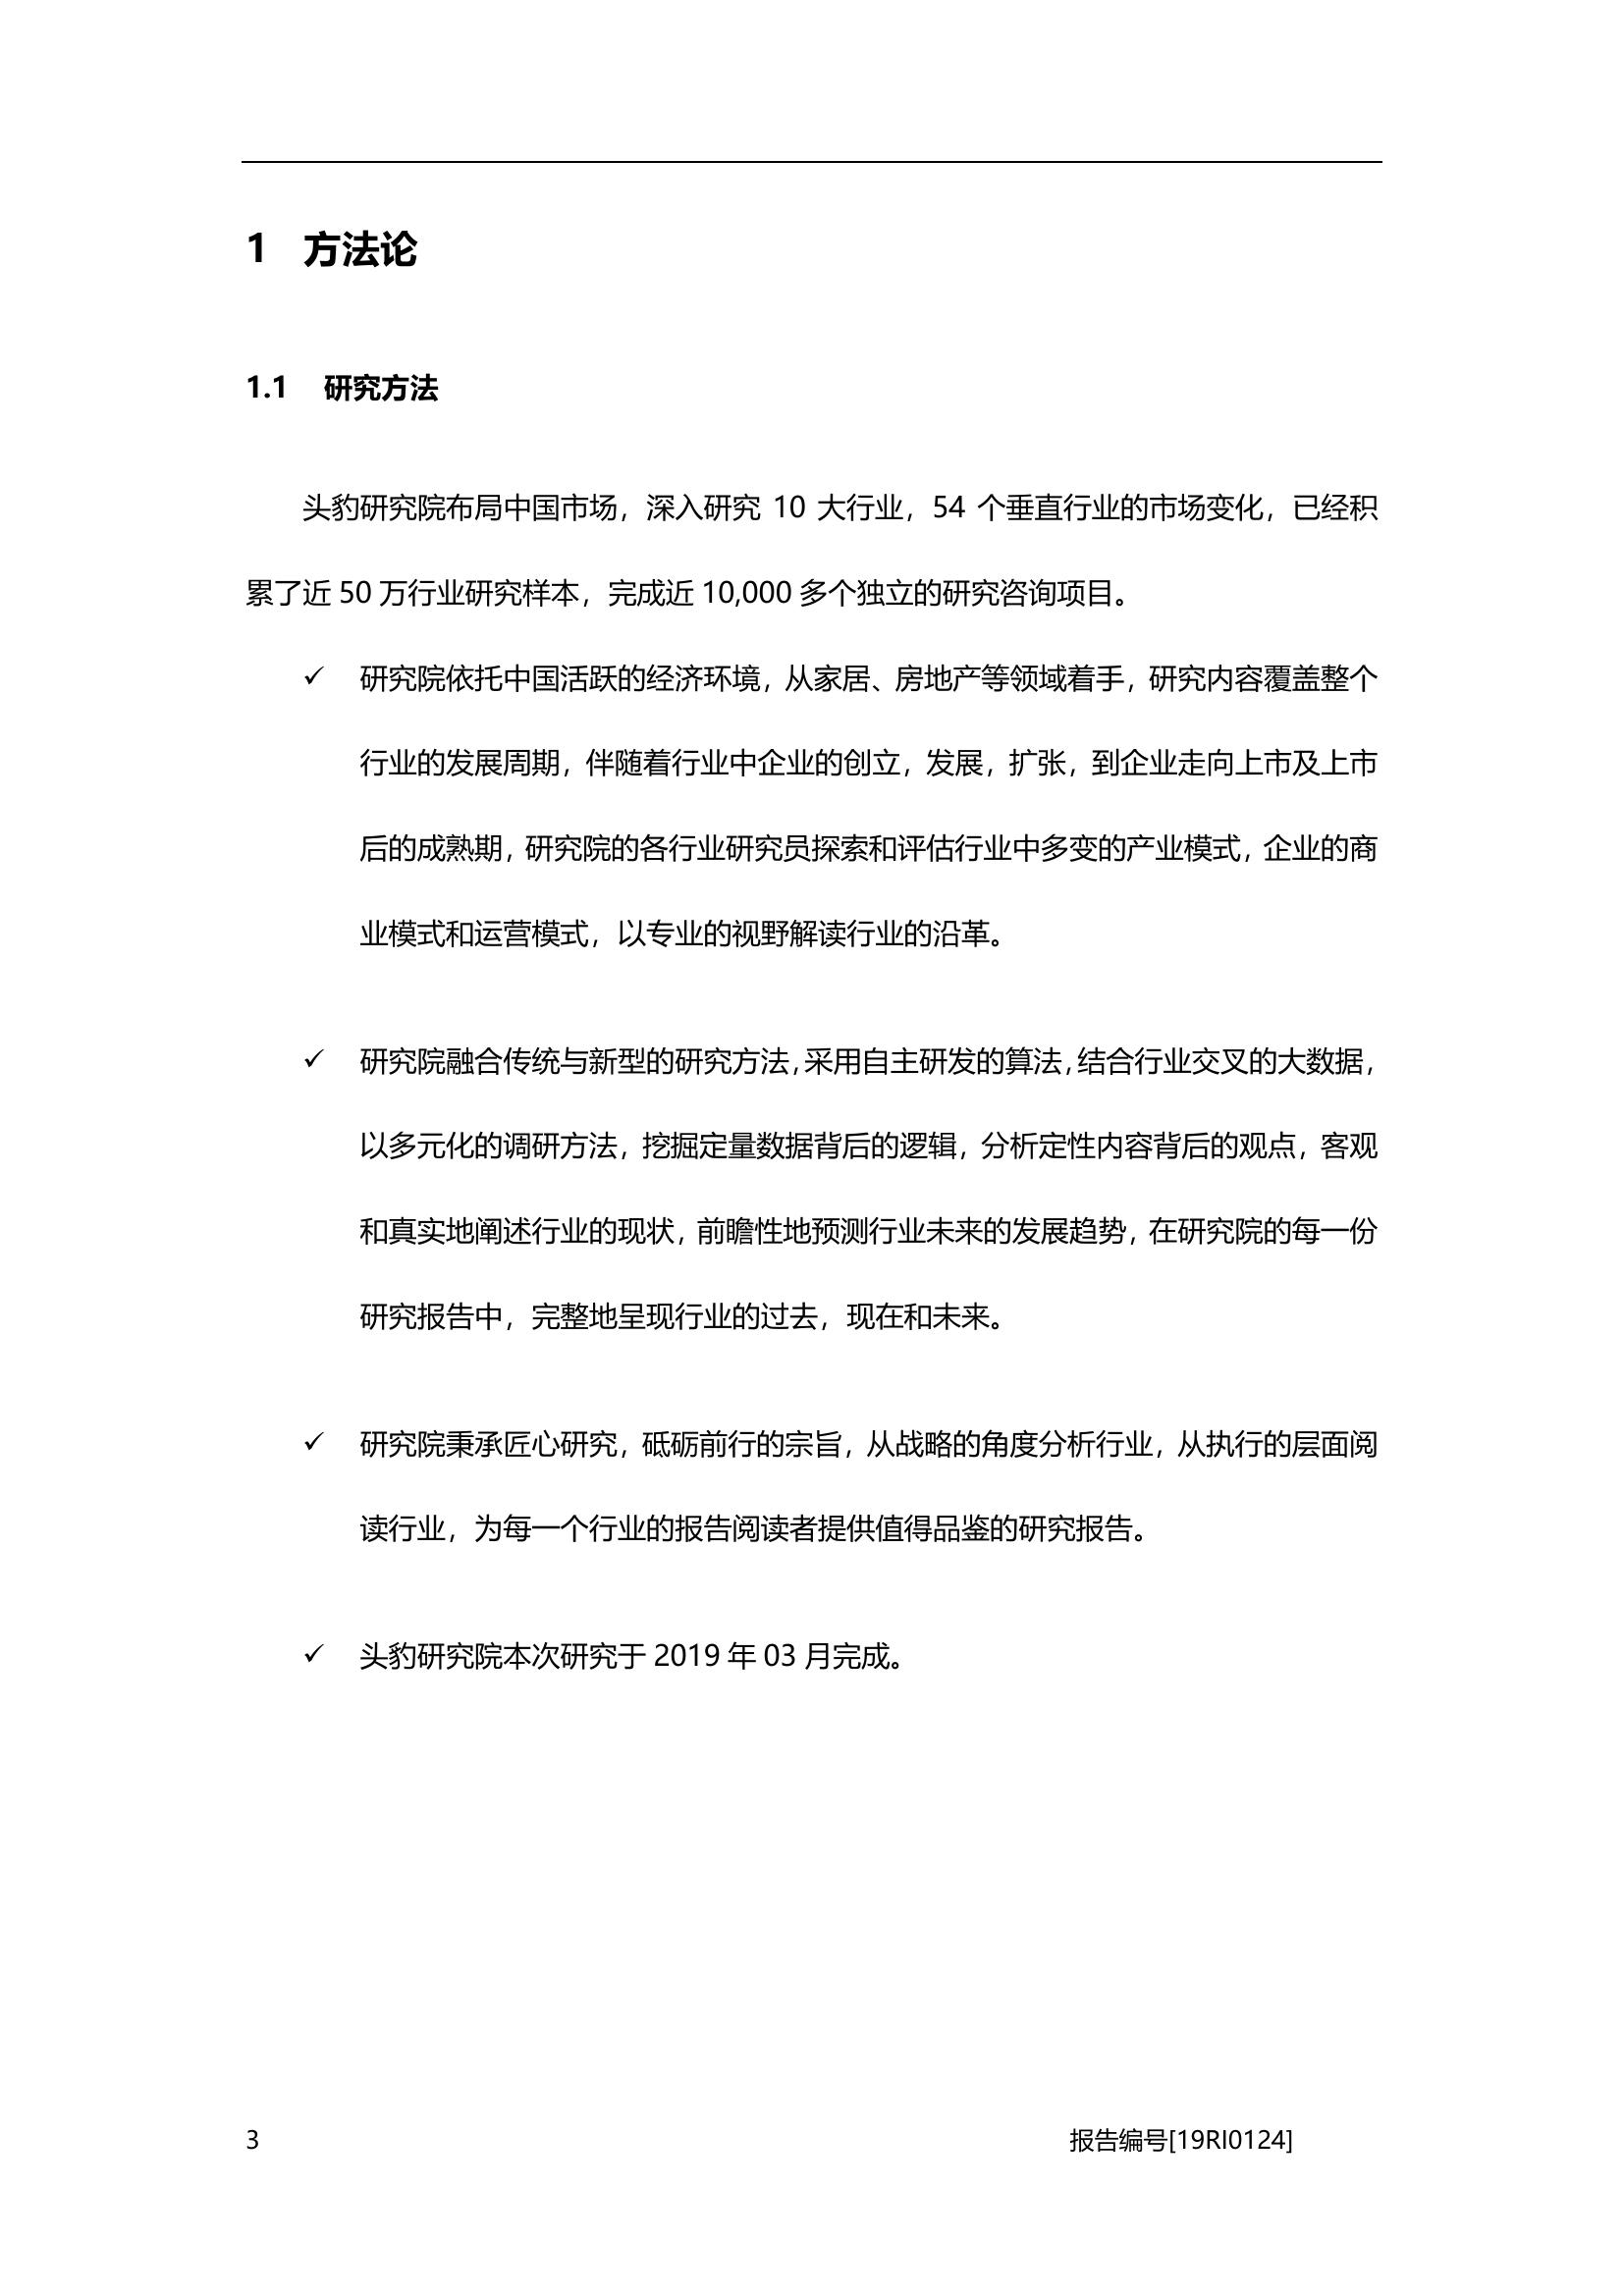 1 方法论
1.1 研究方法
头豹研究院布局中国市场，深入研究 10 大行业，54 个垂直行业的市场变化，已经积
累了近 50 万行业研究样本，完成近 10,000 多个独立的研究咨询项目。
✓ 研究院依托中国活跃的经济环境，从家居、房地产等领域着手，研究内容覆盖整个
行业的发展周期，伴随着行业中企业的创立，发展，扩张，到企业走向上市及上市
后的成熟期，研究院的各行业研究员探索和评估行业中多变的产业模式，企业的商
业模式和运营模式，以专业的视野解读行业的沿革。
✓ 研究院融合传统与新型的研究方法，采用自主研发的算法，结合行业交叉的大数据，
以多元化的调研方法，挖掘定量数据背后的逻辑，分析定性内容背后的观点，客观
和真实地阐述行业的现状，前瞻性地预测行业未来的发展趋势，在研究院的每一份
研究报告中，完整地呈现行业的过去，现在和未来。
✓ 研究院秉承匠心研究，砥砺前行的宗旨，从战略的角度分析行业，从执行的层面阅
读行业，为每一个行业的报告阅读者提供值得品鉴的研究报告。
✓ 头豹研究院本次研究于 2019 年 03 月完成。
3 报告编号[19RI0124]